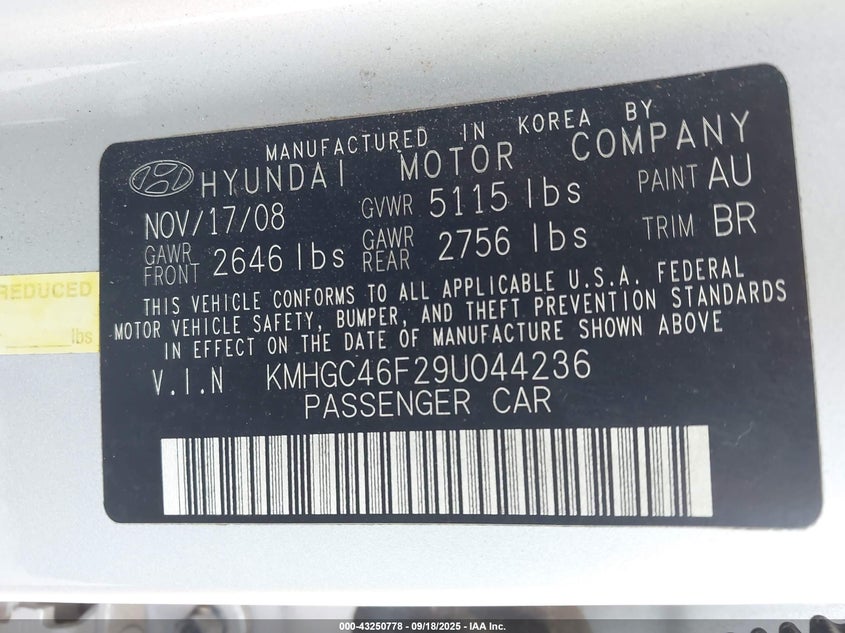 MANUFACTURED IN KOREA BY
HYUNDAI MOTOR COMPANY
NOV/17/08 GVWR 5115 lbs PAINT AU
GAWR FRONT 2646 lbs GAWR REAR 2756 lbs TRIM BR
THIS VEHICLE CONFORMS TO ALL APPLICABLE U.S.A. FEDERAL
MOTOR VEHICLE SAFETY, BUMPER, AND THEFT PREVENTION STANDARDS
IN EFFECT ON THE DATE OF MANUFACTURE SHOWN ABOVE
V.I.N KMHGC46F29U044236
PASSENGER CAR
REDUCED
lbs
000-43250778 - 09/18/2025 - IAA Inc.